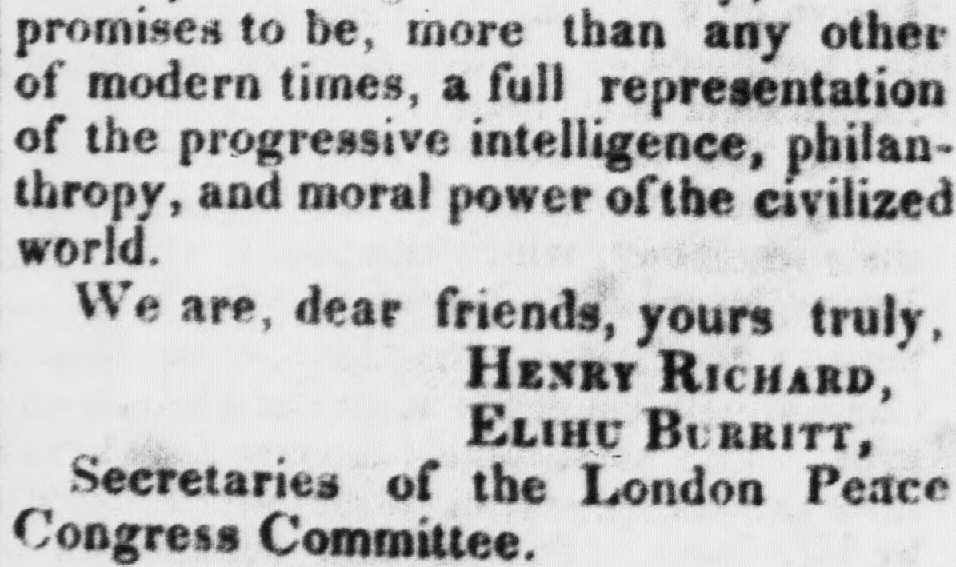 promises to be, more than any other
of modern times, a full representation
of the progressive intelligence, philan-
thropy, and moral power of the civilized
world.
We are, dear friends, yours truly,
HENRY RICHARD,
ELIHU BURRITT,
Secretaries of the London Peace
Congress Committee.